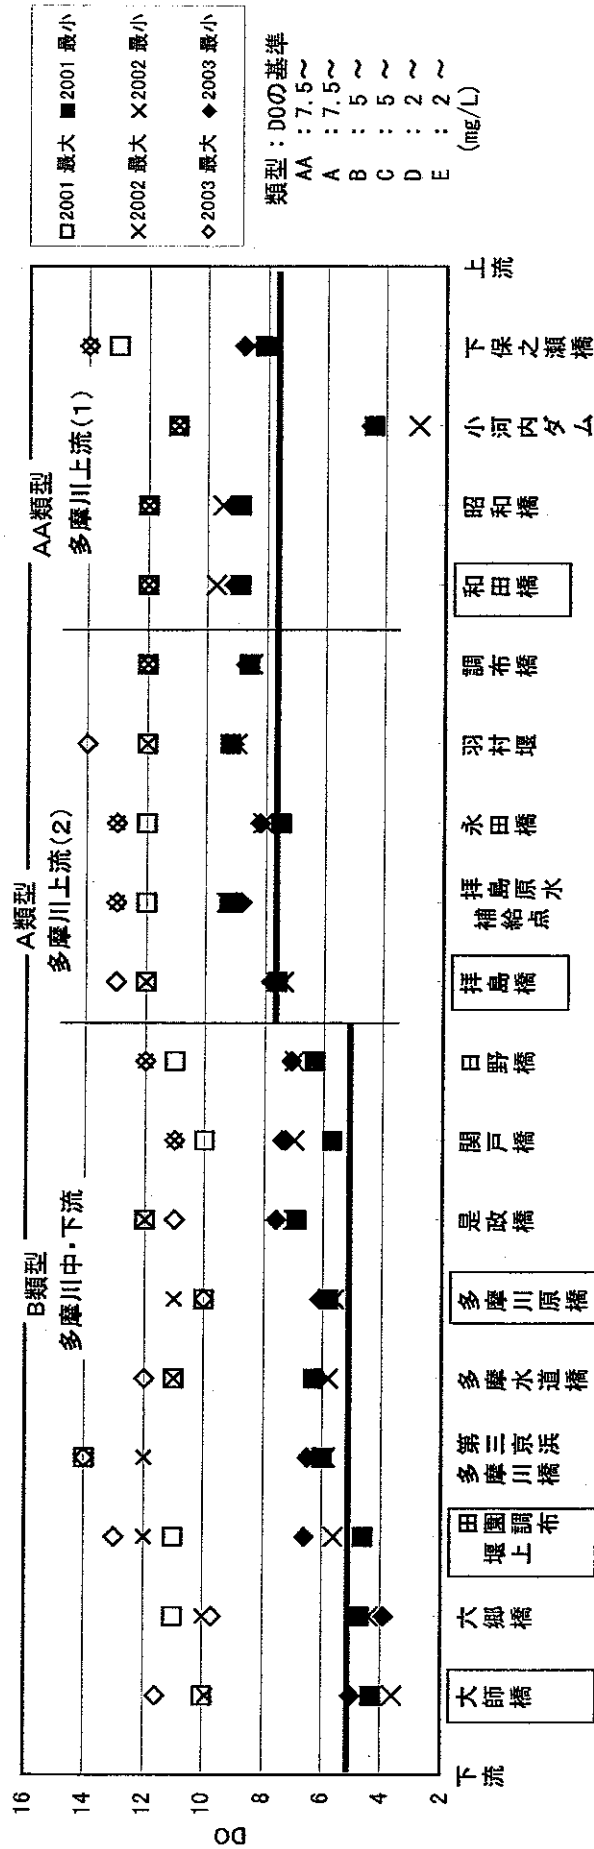 □2001 最大 ■2001 最小
×2002 最大 ×2002 最小
◇2003 最大 ◆2003 最小
類型：DOの基準
AA ：7.5～
A ：7.5～
B ：5 ～
C ：5 ～
D ：2 ～
E ：2 ～
(mg/L)
B類型
多摩川中・下流
A類型
多摩川上流(2)
AA類型
多摩川上流(1)
DO
16
14
12
10
8
6
4
2
下流
大師橋
六郷橋
田園調布
堰上
第三京浜
多摩川橋
多摩水道橋
多摩川原橋
是政橋
関戸橋
日野橋
拝島橋
拝島原水
補給点
永田橋
羽村堰
調布橋
和田橋
昭和橋
小河内ダム
下保之瀬橋
上流